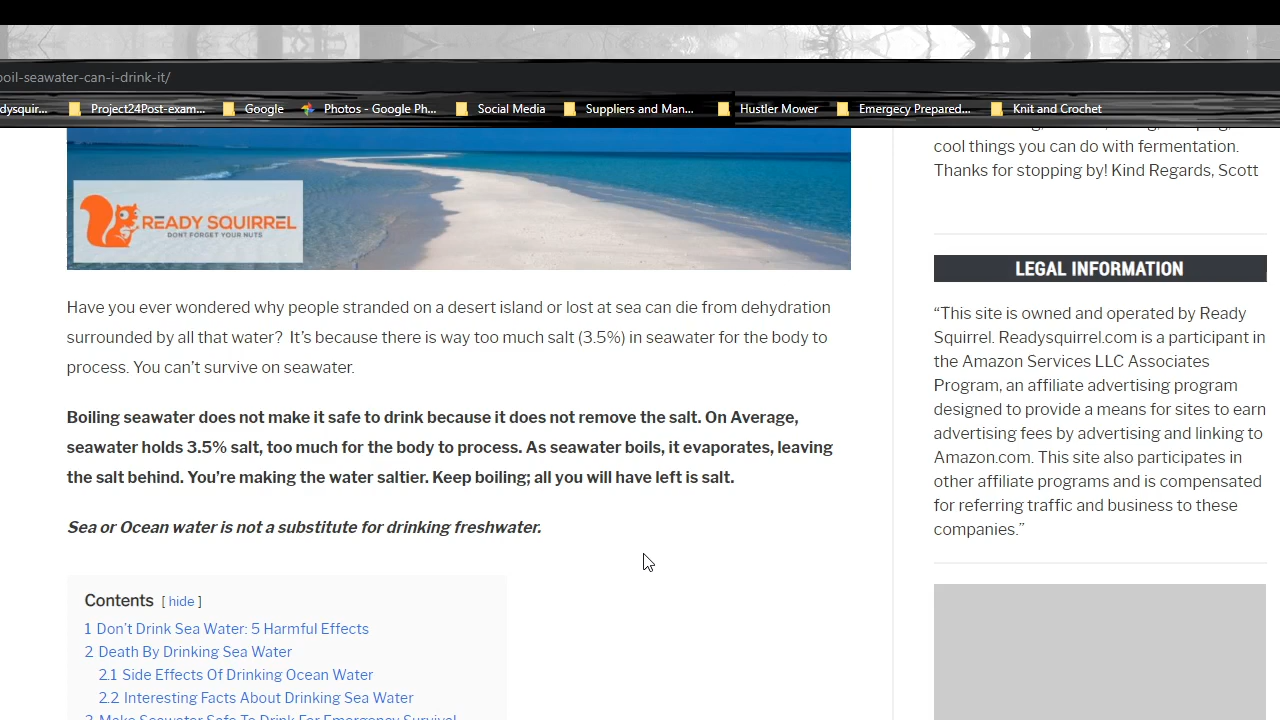 boil-seawater-can-i-drink-it/
dysquir... Project24Post-exam... Google Photos - Google Ph... Social Media Suppliers and Man... Hustler Mower Emergecy Prepared... Knit and Crochet
READY SQUIRREL
DONT FORGET YOUR NUTS
Have you ever wondered why people stranded on a desert island or lost at sea can die from dehydration
surrounded by all that water?  It’s because there is way too much salt (3.5%) in seawater for the body to
process. You can’t survive on seawater.
Boiling seawater does not make it safe to drink because it does not remove the salt. On Average,
seawater holds 3.5% salt, too much for the body to process. As seawater boils, it evaporates, leaving
the salt behind. You’re making the water saltier. Keep boiling; all you will have left is salt.
Sea or Ocean water is not a substitute for drinking freshwater.
Contents [ hide ]
1 Don’t Drink Sea Water: 5 Harmful Effects
2 Death By Drinking Sea Water
2.1 Side Effects Of Drinking Ocean Water
2.2 Interesting Facts About Drinking Sea Water
3 Make Seawater Safe To Drink For Emergency Survival
cool things you can do with fermentation.
Thanks for stopping by! Kind Regards, Scott
LEGAL INFORMATION
“This site is owned and operated by Ready
Squirrel. Readysquirrel.com is a participant in
the Amazon Services LLC Associates
Program, an affiliate advertising program
designed to provide a means for sites to earn
advertising fees by advertising and linking to
Amazon.com. This site also participates in
other affiliate programs and is compensated
for referring traffic and business to these
companies.”